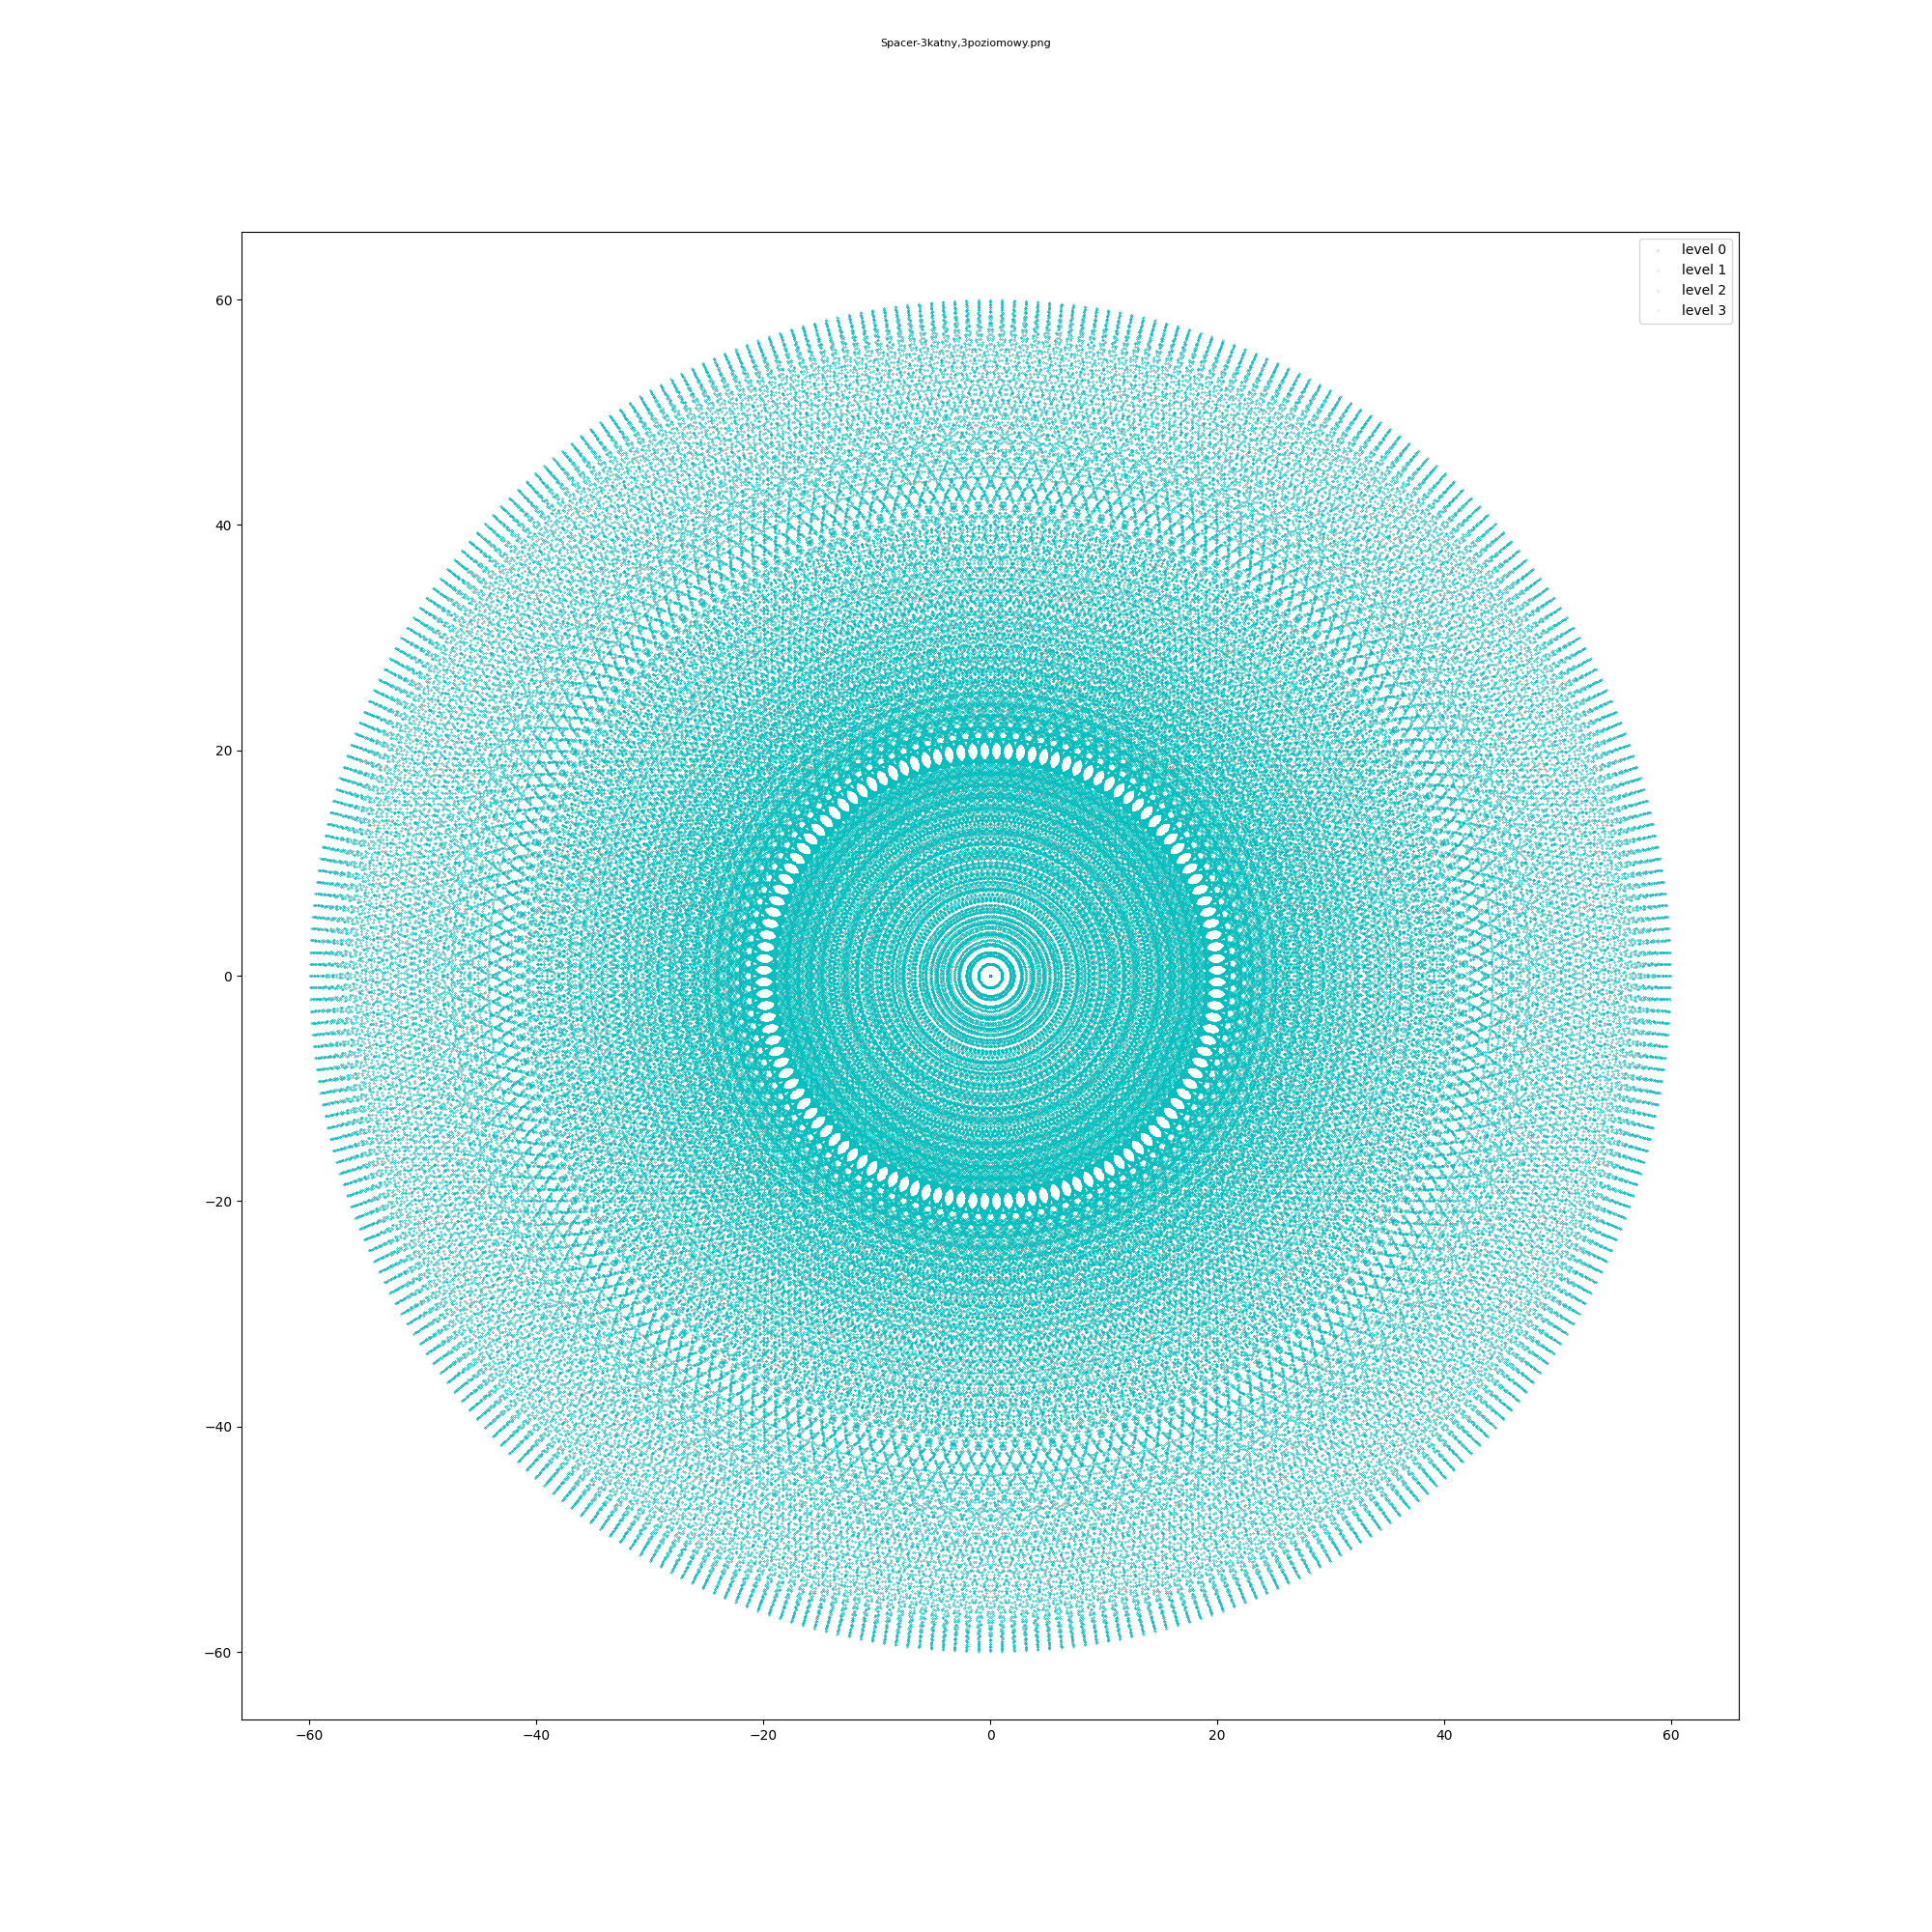 Spacer-3katny,3poziomowy.png
level 0
level 1
level 2
level 3
60
40
20
0
−20
−40
−60
−60 −40 −20 0 20 40 60